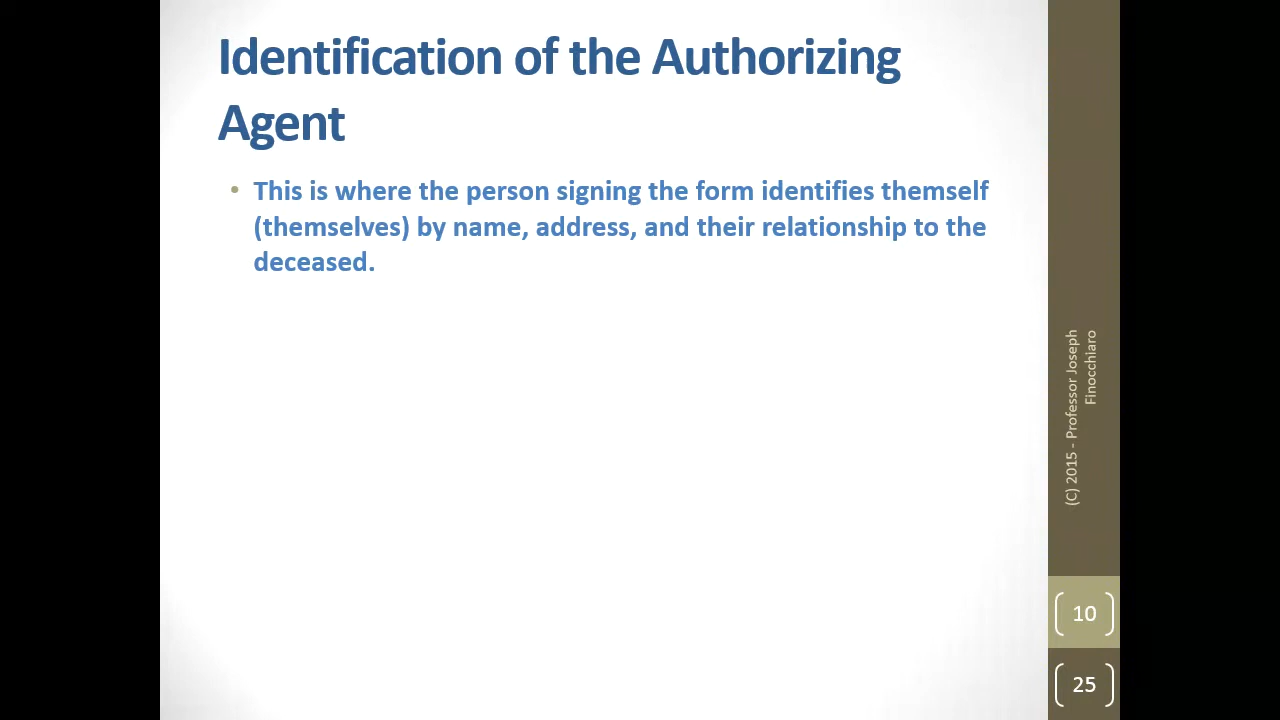 Identification of the Authorizing
Agent
• This is where the person signing the form identifies themself
(themselves) by name, address, and their relationship to the
deceased.
(C) 2015 - Professor Joseph
Finocchiaro
10
25